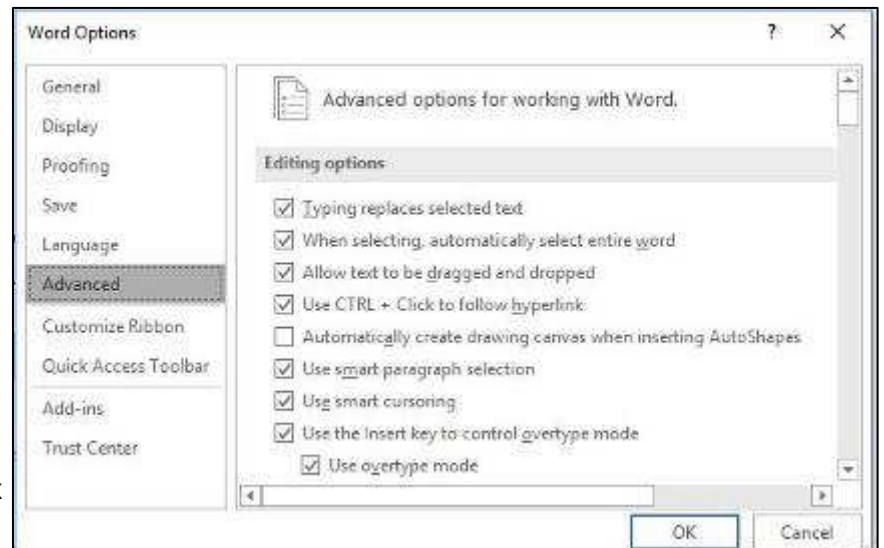 Word Options
?
General
Display
Proofing
Save
Language
Advanced
Customize Ribbon
Quick Access Toolbar
Add-ins
Trust Center
Advanced options for working with Word.
Editing options
Typing replaces selected text
When selecting, automatically select entire word
Allow text to be dragged and dropped
Use CTRL + Click to follow hyperlink
Automatically create drawing canvas when inserting AutoShapes
Use smart paragraph selection
Use smart cursoring
Use the Insert key to control overtype mode
Use overtype mode
OK
Cancel